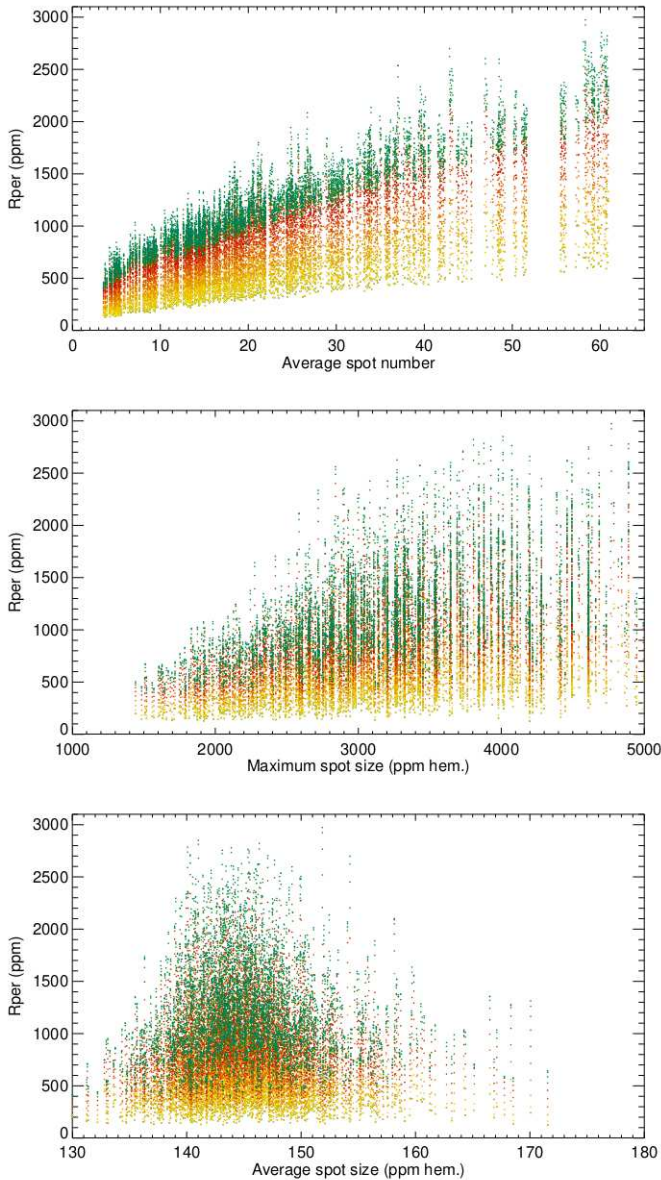 3000
2500
2000
1500
1000
500
0
Rper (ppm)
0 10 20 30 40 50 60
Average spot number
3000
2500
2000
1500
1000
500
0
Rper (ppm)
1000 2000 3000 4000 5000
Maximum spot size (ppm hem.)
3000
2500
2000
1500
1000
500
0
Rper (ppm)
130 140 150 160 170 180
Average spot size (ppm hem.)